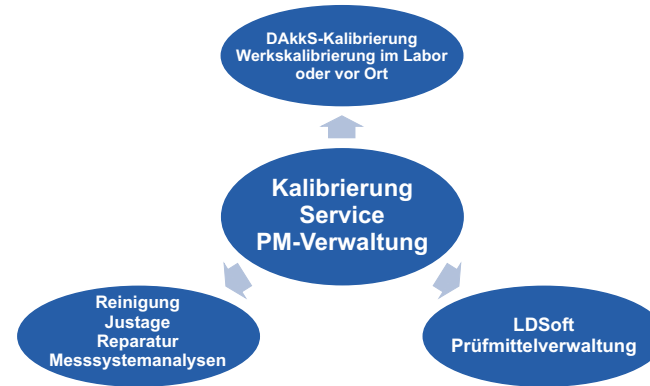 DAkkS-Kalibrierung
Werkskalibrierung im Labor
oder vor Ort
Kalibrierung
Service
PM-Verwaltung
Reinigung
Justage
Reparatur
Messsystemanalysen
LDSoft
Prüfmittelverwaltung